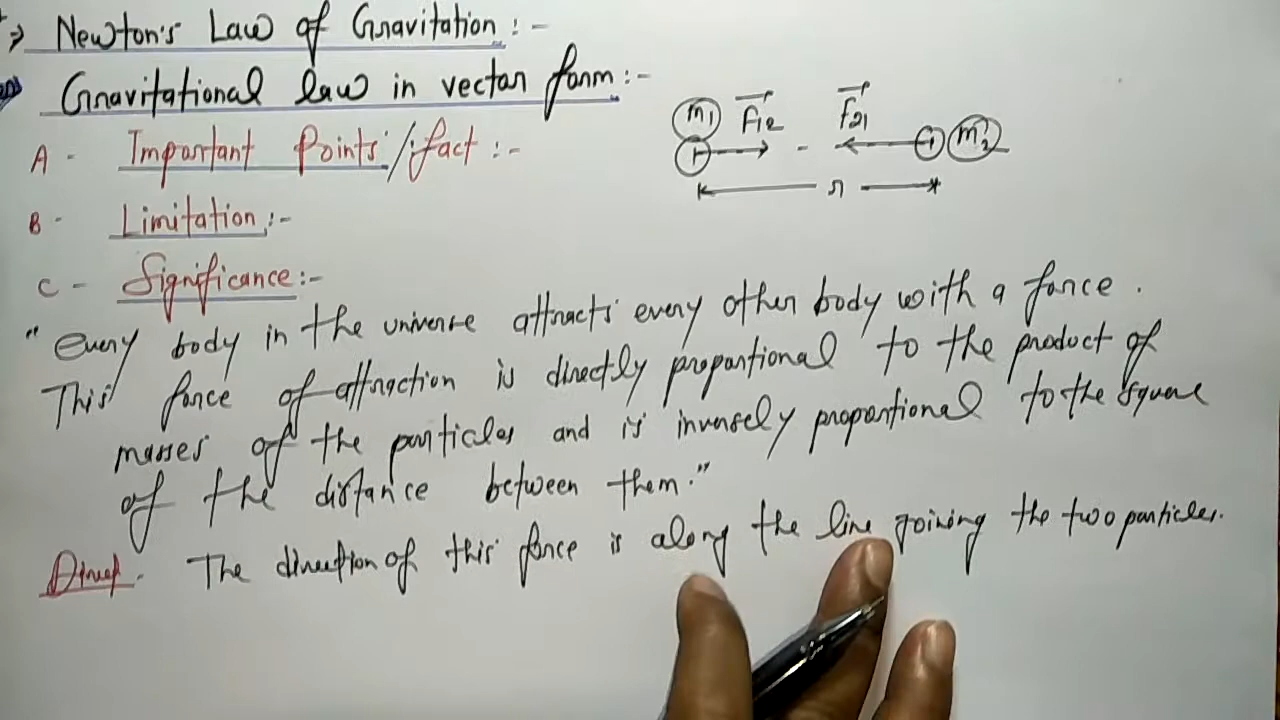 Newton's Law of Gravitation :-
Gravitational law in vector form :-
A - Important Points/fact :-
B - Limitation :-
C - Significance :-
m1 F12 F21 m2
r
"Every body in the universe attracts every other body with a force.
This force of attraction is directly proportional to the product of
masses of the particles and is inversely proportional to the square
of the distance between them."
The direction of this force is along the line joining the two particles.